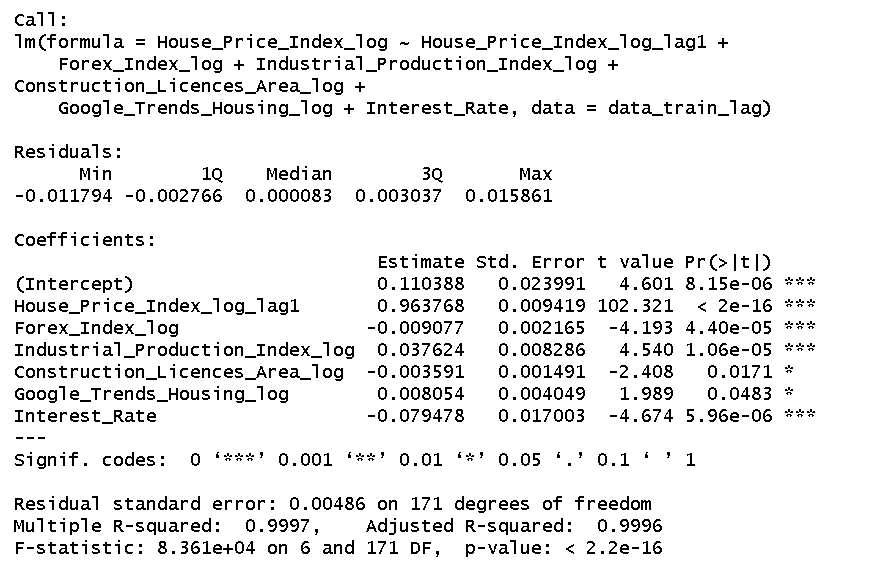 Call:
lm(formula = House_Price_Index_log ~ House_Price_Index_log_lag1 +
    Forex_Index_log + Industrial_Production_Index_log +
Construction_Licences_Area_log +
    Google_Trends_Housing_log + Interest_Rate, data = data_train_lag)

Residuals:
      Min        1Q    Median        3Q       Max
-0.011794 -0.002766  0.000083  0.003037  0.015861

Coefficients:
                                 Estimate Std. Error t value Pr(>|t|)
(Intercept)                      0.110388   0.023991   4.601 8.15e-06 ***
House_Price_Index_log_lag1       0.963768   0.009419 102.321  < 2e-16 ***
Forex_Index_log                 -0.009077   0.002165  -4.193 4.40e-05 ***
Industrial_Production_Index_log  0.037624   0.008286   4.540 1.06e-05 ***
Construction_Licences_Area_log  -0.003591   0.001491  -2.408   0.0171 *
Google_Trends_Housing_log        0.008054   0.004049   1.989   0.0483 *
Interest_Rate                   -0.079478   0.017003  -4.674 5.96e-06 ***
---
Signif. codes:  0 ‘***’ 0.001 ‘**’ 0.01 ‘*’ 0.05 ‘.’ 0.1 ‘ ’ 1

Residual standard error: 0.00486 on 171 degrees of freedom
Multiple R-squared:  0.9997,    Adjusted R-squared:  0.9996
F-statistic: 8.361e+04 on 6 and 171 DF,  p-value: < 2.2e-16